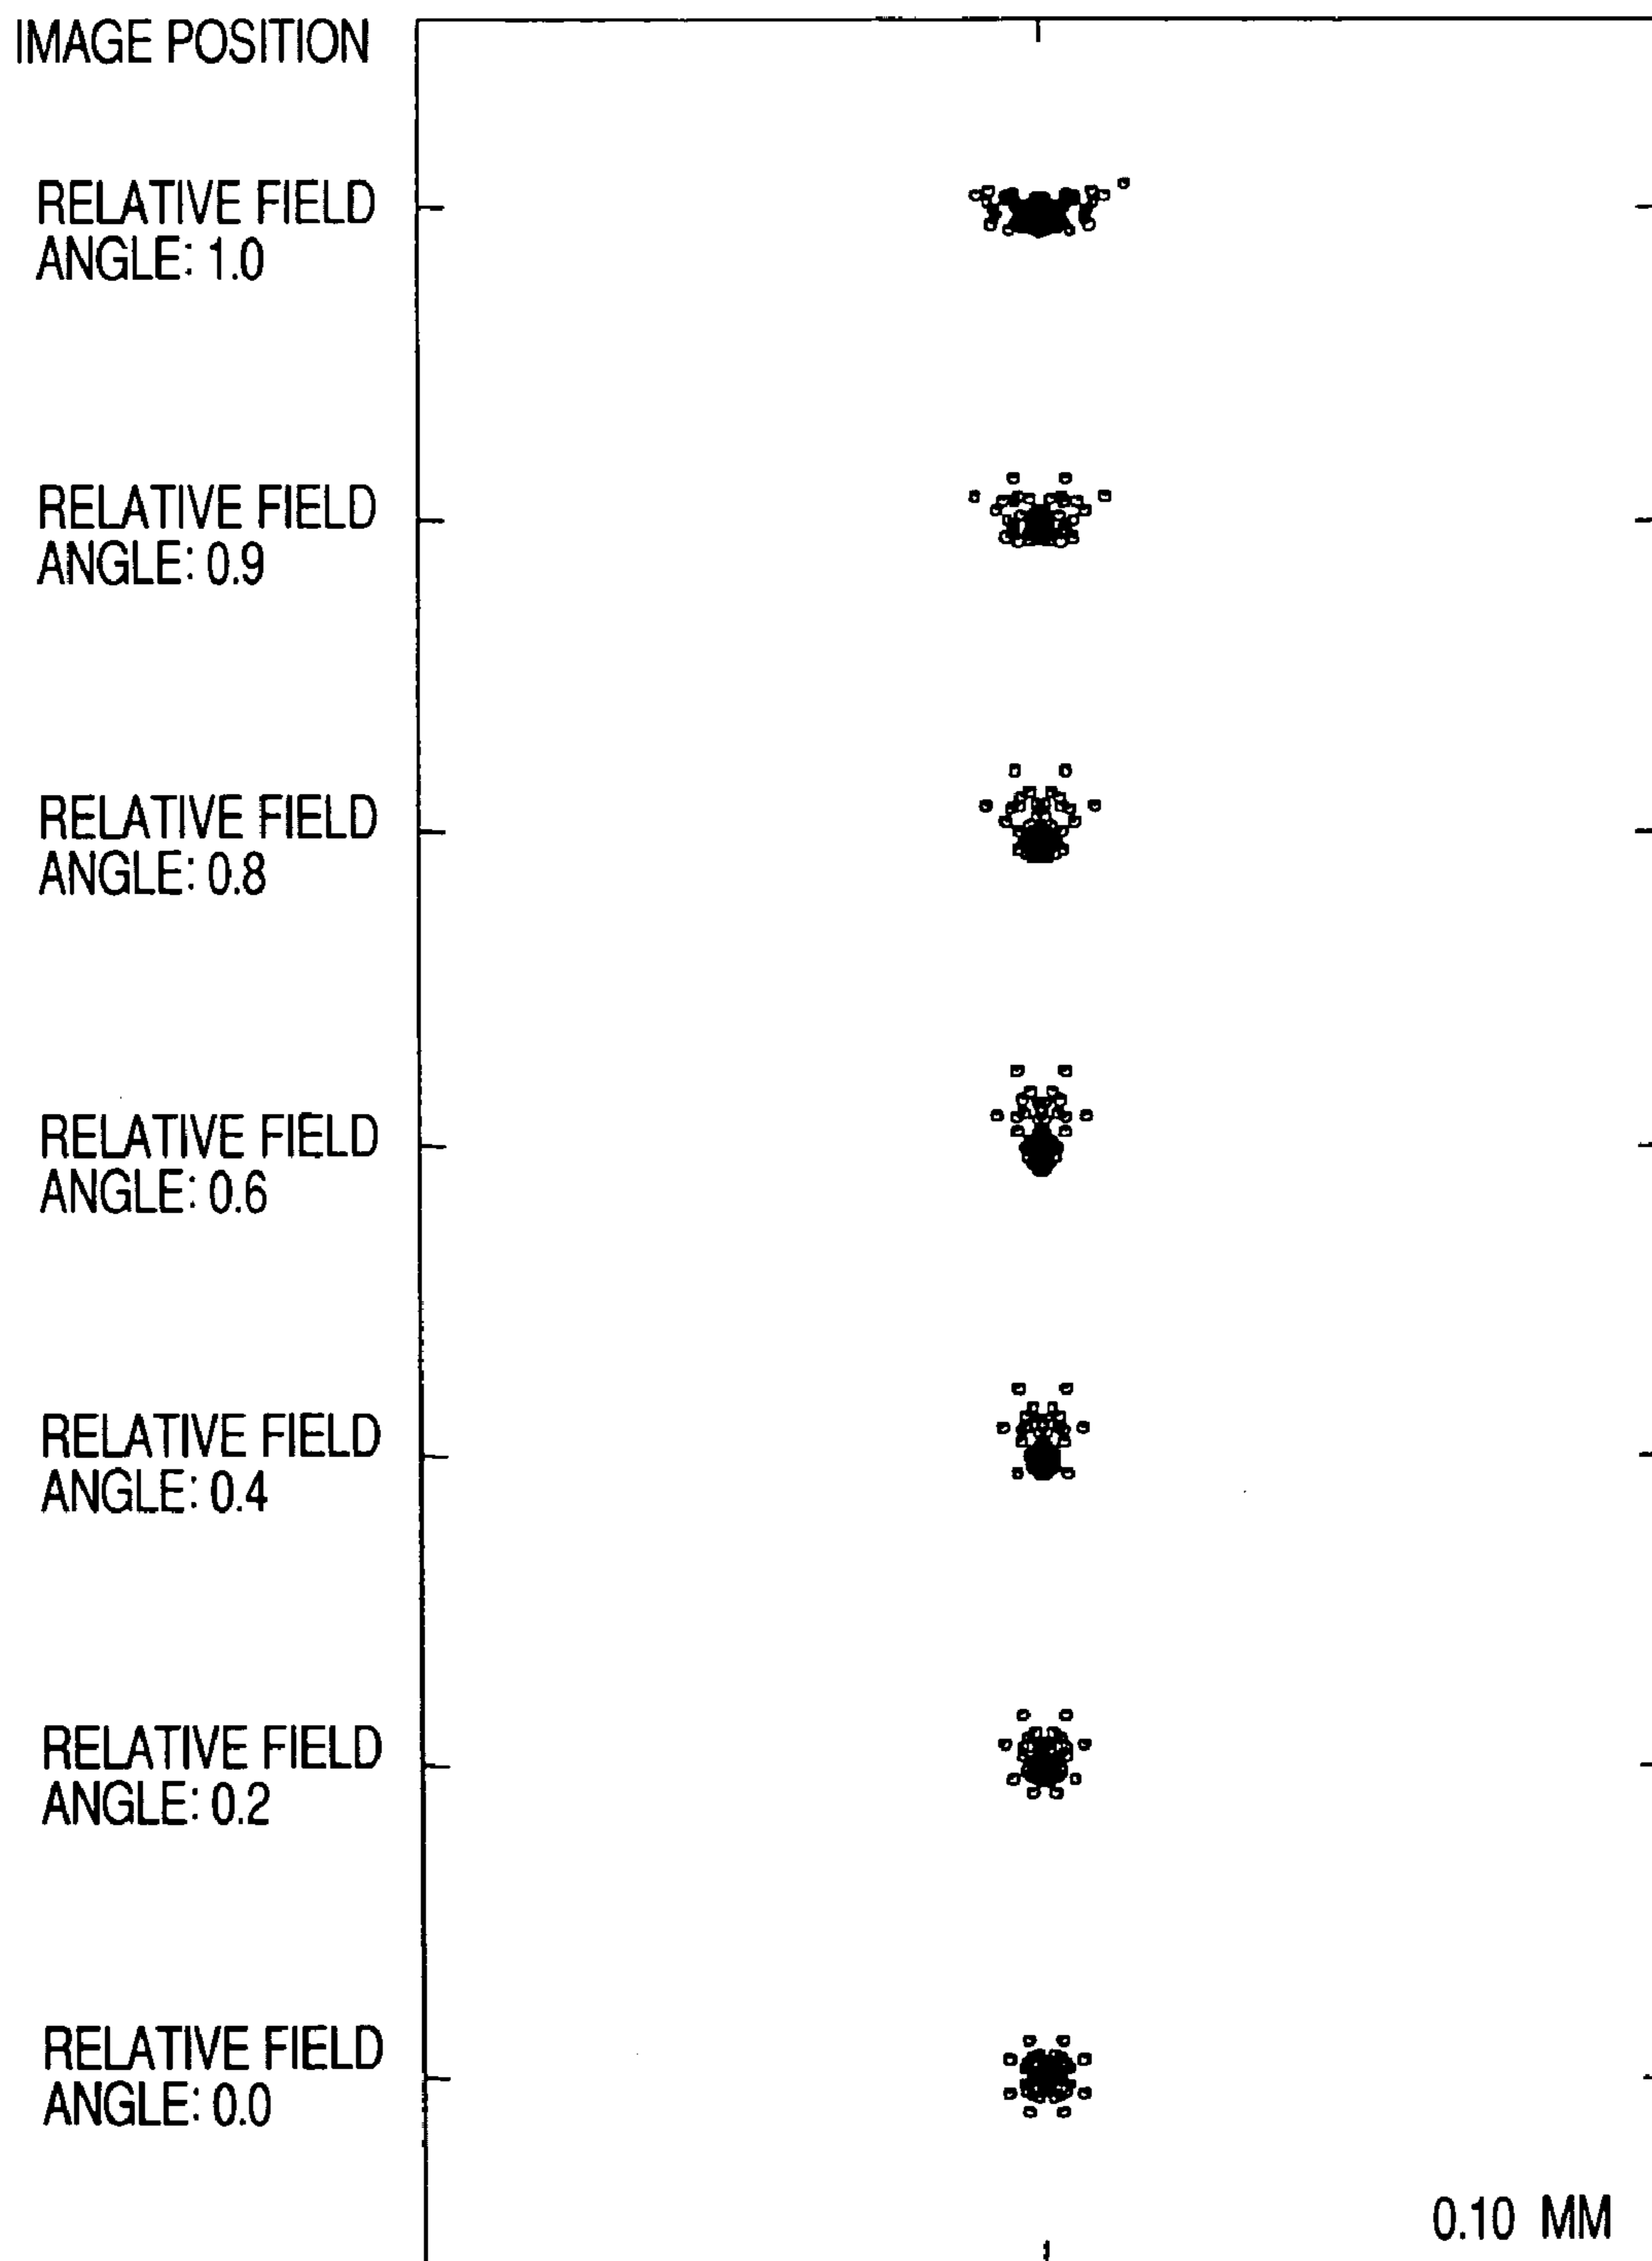 IMAGE POSITION
RELATIVE FIELD
ANGLE: 1.0
RELATIVE FIELD
ANGLE: 0.9
RELATIVE FIELD
ANGLE: 0.8
RELATIVE FIELD
ANGLE: 0.6
RELATIVE FIELD
ANGLE: 0.4
RELATIVE FIELD
ANGLE: 0.2
RELATIVE FIELD
ANGLE: 0.0
0.10 MM